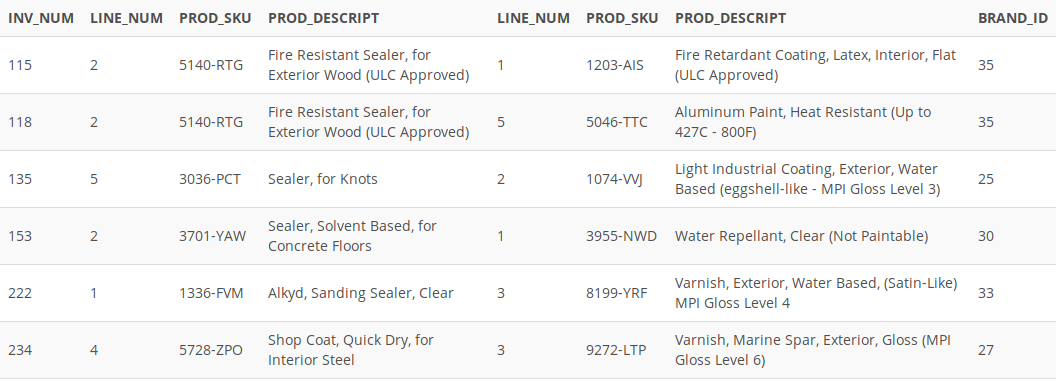 INV_NUM LINE_NUM PROD_SKU PROD_DESCRIPT LINE_NUM PROD_SKU PROD_DESCRIPT BRAND_ID
115 2 5140-RTG Fire Resistant Sealer, for Exterior Wood (ULC Approved) 1 1203-AIS Fire Retardant Coating, Latex, Interior, Flat (ULC Approved) 35
118 2 5140-RTG Fire Resistant Sealer, for Exterior Wood (ULC Approved) 5 5046-TTC Aluminum Paint, Heat Resistant (Up to 427C - 800F) 35
135 5 3036-PCT Sealer, for Knots 2 1074-VVJ Light Industrial Coating, Exterior, Water Based (eggshell-like - MPI Gloss Level 3) 25
153 2 3701-YAW Sealer, Solvent Based, for Concrete Floors 1 3955-NWD Water Repellant, Clear (Not Paintable) 30
222 1 1336-FVM Alkyd, Sanding Sealer, Clear 3 8199-YRF Varnish, Exterior, Water Based, (Satin-Like) MPI Gloss Level 4 33
234 4 5728-ZPO Shop Coat, Quick Dry, for Interior Steel 3 9272-LTP Varnish, Marine Spar, Exterior, Gloss (MPI Gloss Level 6) 27